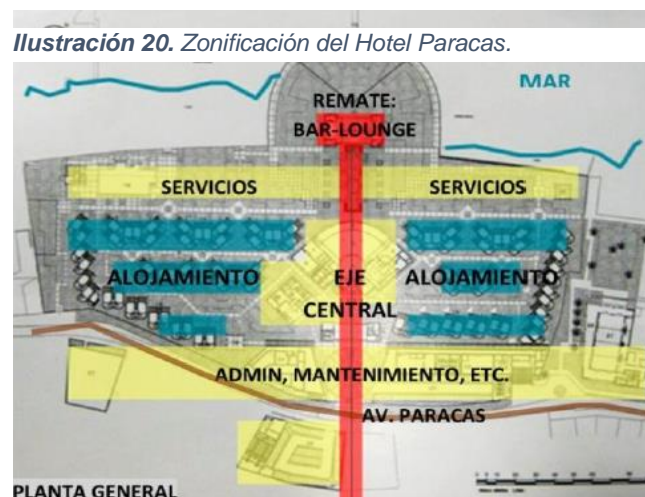 Ilustración 20. Zonificación del Hotel Paracas.
MAR
REMATE:
BAR-LOUNGE
SERVICIOS SERVICIOS
ALOJAMIENTO EJE ALOJAMIENTO
CENTRAL
ADMIN, MANTENIMIENTO, ETC.
AV. PARACAS
PLANTA GENERAL